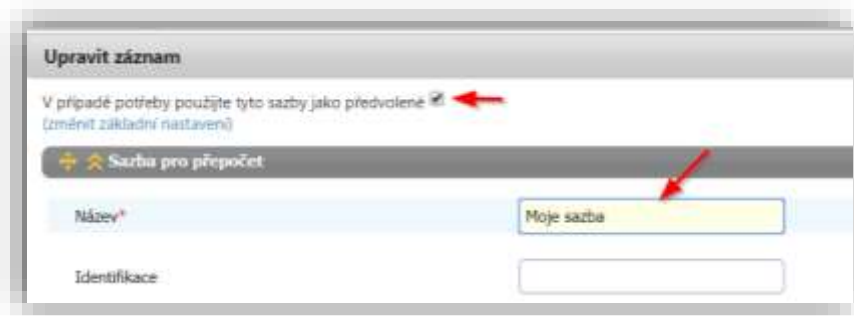 Upravit záznam
V případě potřeby použijte tyto sazby jako předvolené
(změnit základní nastavení)
Sazba pro přepočet
Název* Moje sazba
Identifikace